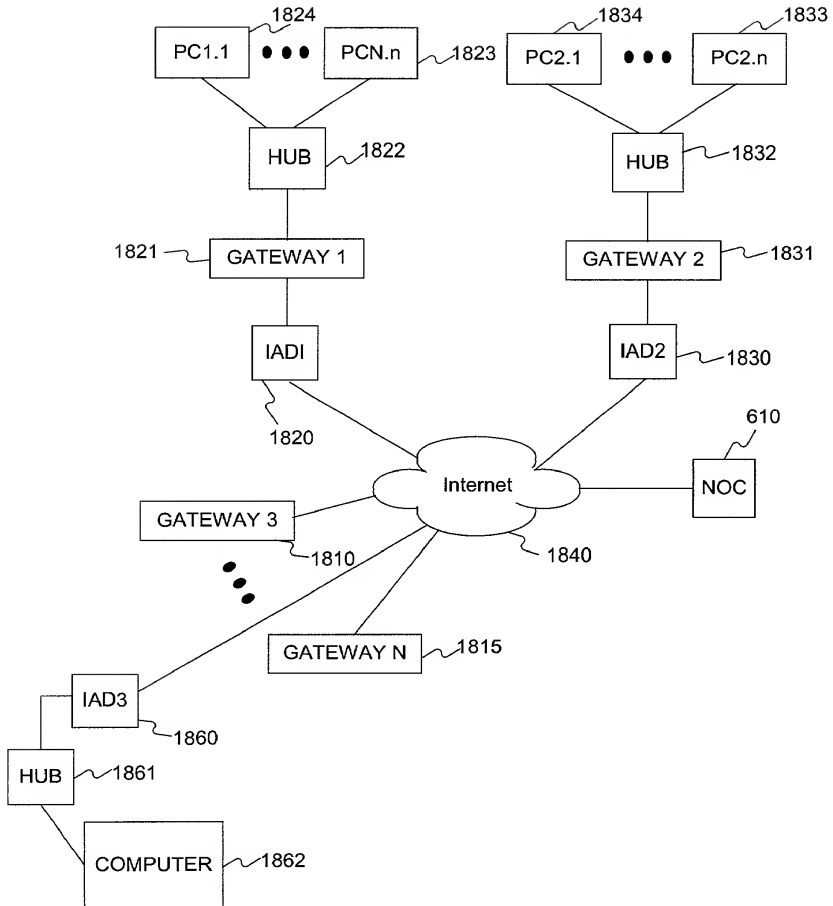 1824
1834
1833
PC1.1
PCN.n
1823
PC2.1
PC2.n
HUB
1822
HUB
1832
1821
GATEWAY 1
GATEWAY 2
1831
IADI
IAD2
1830
1820
610
Internet
NOC
GATEWAY 3
1810
1840
GATEWAY N
1815
IAD3
1860
HUB
1861
COMPUTER
1862